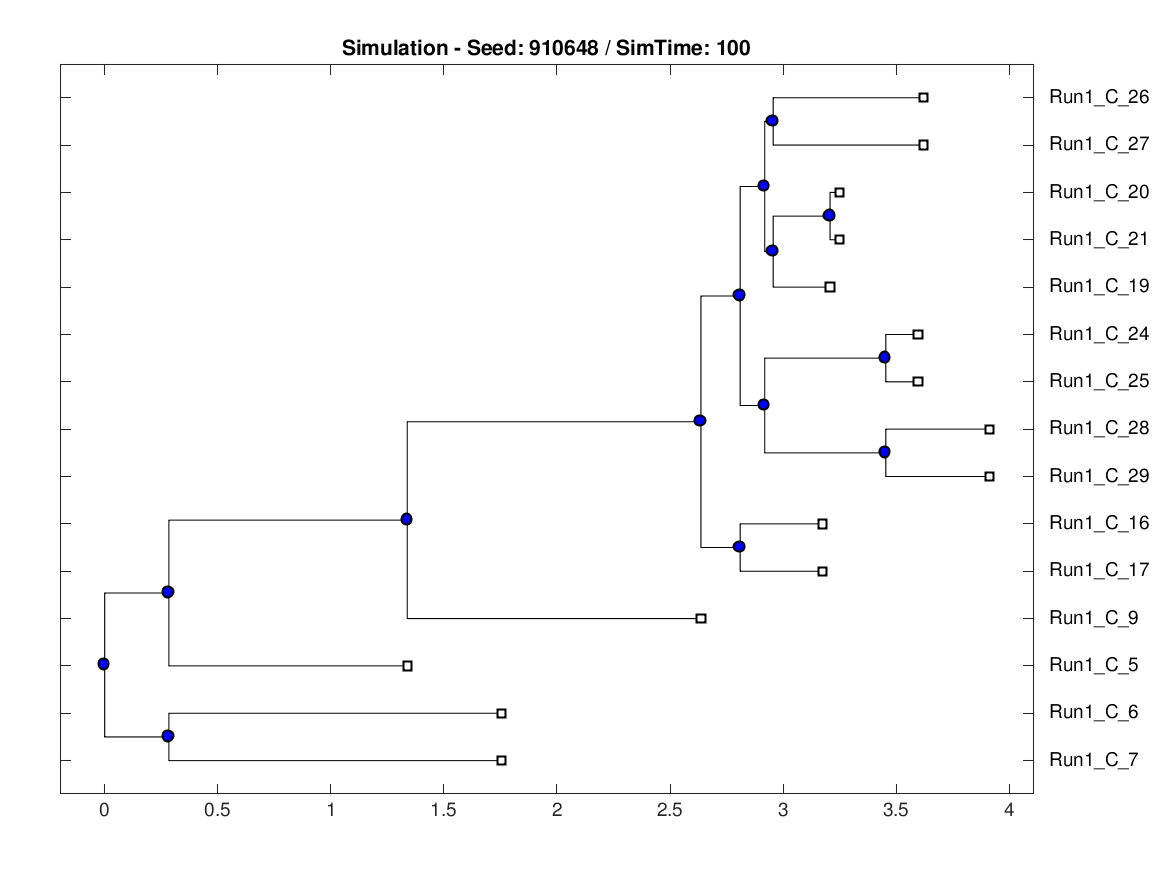 Simulation - Seed: 910648 / SimTime: 100
Run1_C_26
Run1_C_27
Run1_C_20
Run1_C_21
Run1_C_19
Run1_C_24
Run1_C_25
Run1_C_28
Run1_C_29
Run1_C_16
Run1_C_17
Run1_C_9
Run1_C_5
Run1_C_6
Run1_C_7
0 0.5 1 1.5 2 2.5 3 3.5 4